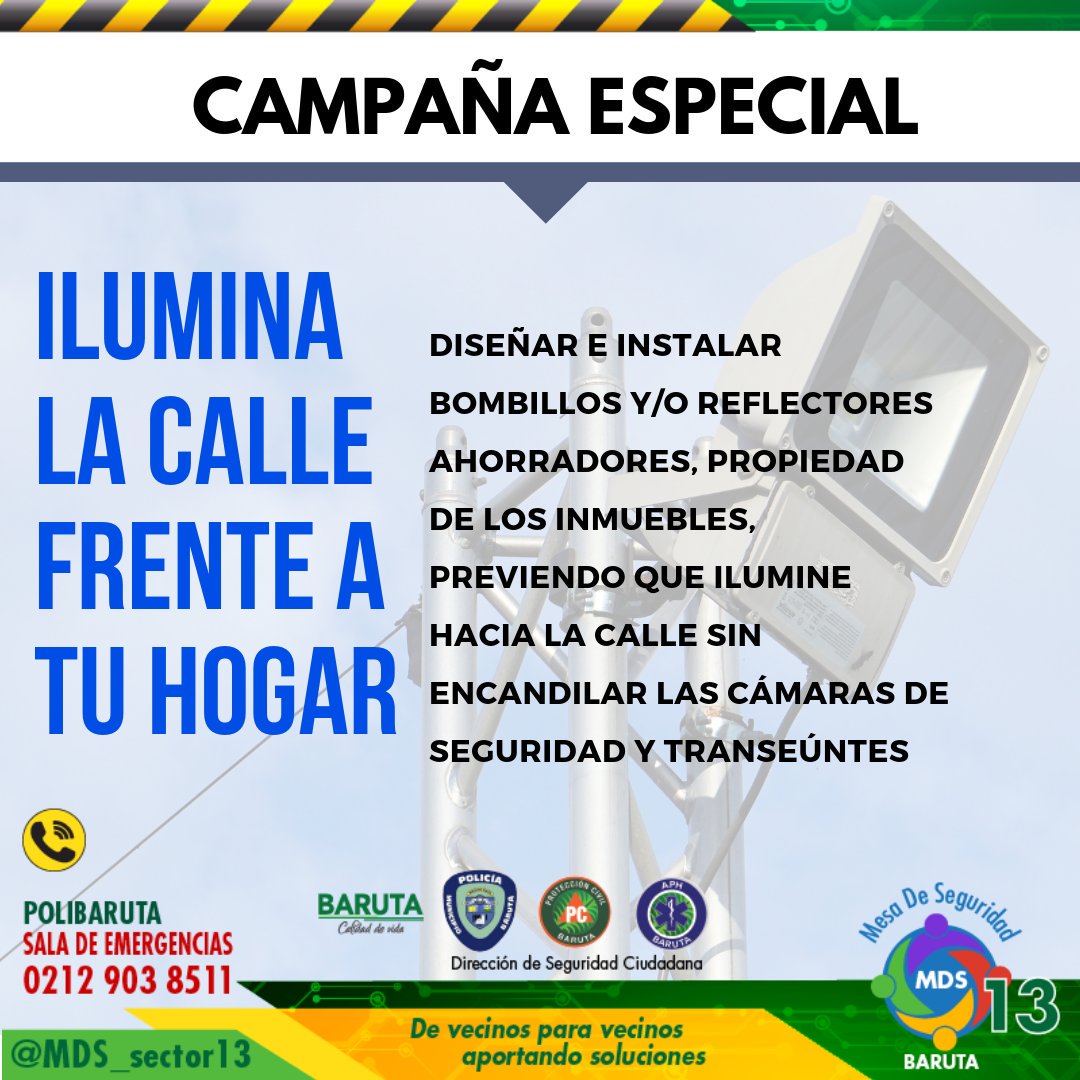 CAMPAÑA ESPECIAL
ILUMINA
LA CALLE
FRENTE A
TU HOGAR
DISEÑAR E INSTALAR
BOMBILLOS Y/O REFLECTORES
AHORRADORES, PROPIEDAD
DE LOS INMUEBLES,
PREVIENDO QUE ILUMINE
HACIA LA CALLE SIN
ENCANDILAR LAS CÁMARAS DE
SEGURIDAD Y TRANSEÚNTES
POLIBARUTA
SALA DE EMERGENCIAS
0212 903 8511
BARUTA
Calidad de vida
POLICÍA
MUNICIPIO BARUTA
PROTECCIÓN CIVIL
PC
BARUTA
APH
BARUTA
Dirección de Seguridad Ciudadana
Mesa De Seguridad
MDS
13
BARUTA
De vecinos para vecinos
aportando soluciones
@MDS_sector13